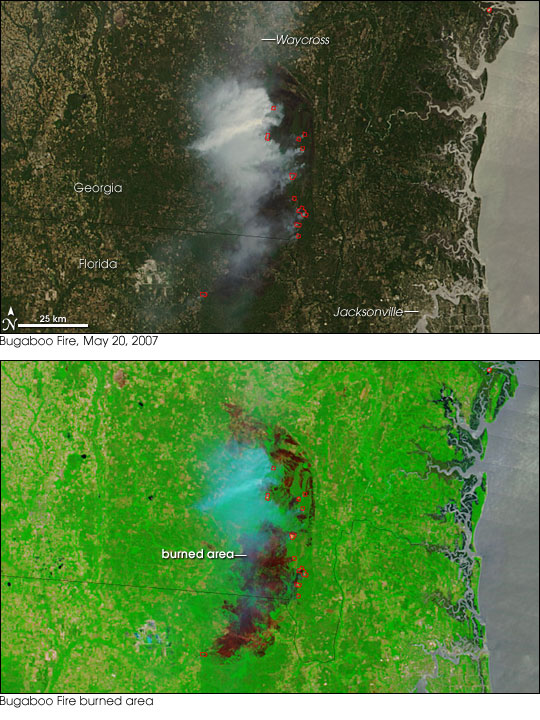 Waycross
Georgia
Florida
N
25 km
Jacksonville
Bugaboo Fire, May 20, 2007
burned area
Bugaboo Fire burned area